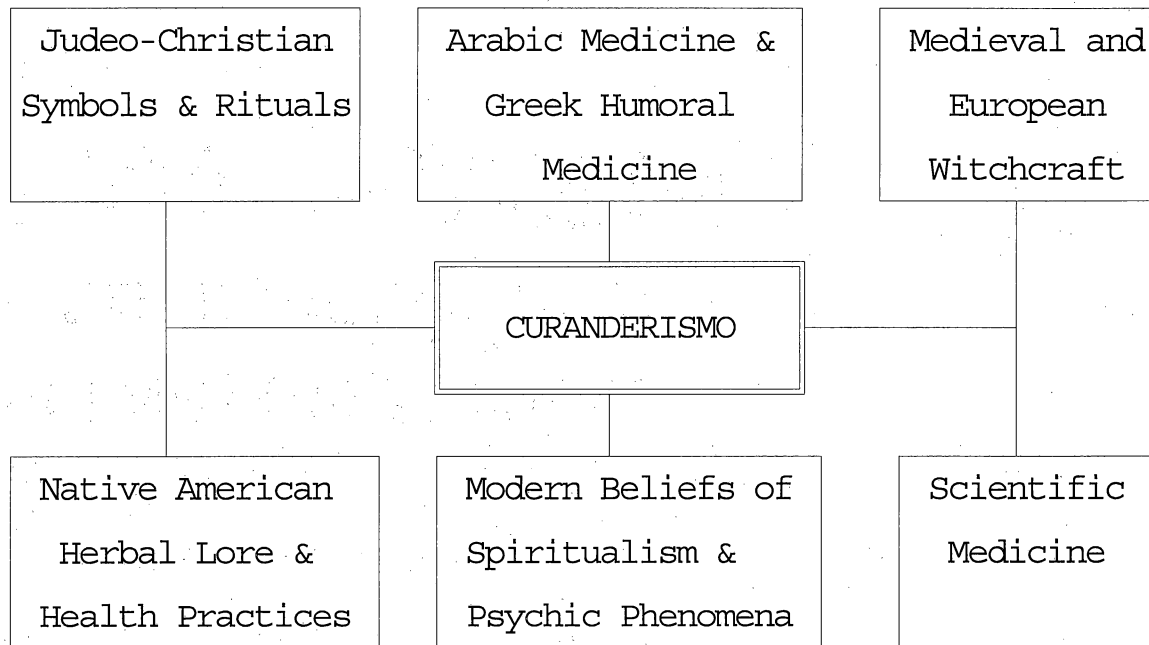 Judeo-Christian
Symbols & Rituals
Arabic Medicine &
Greek Humoral
Medicine
Medieval and
European
Witchcraft
CURANDERISMO
Native American
Herbal Lore &
Health Practices
Modern Beliefs of
Spiritualism &
Psychic Phenomena
Scientific
Medicine